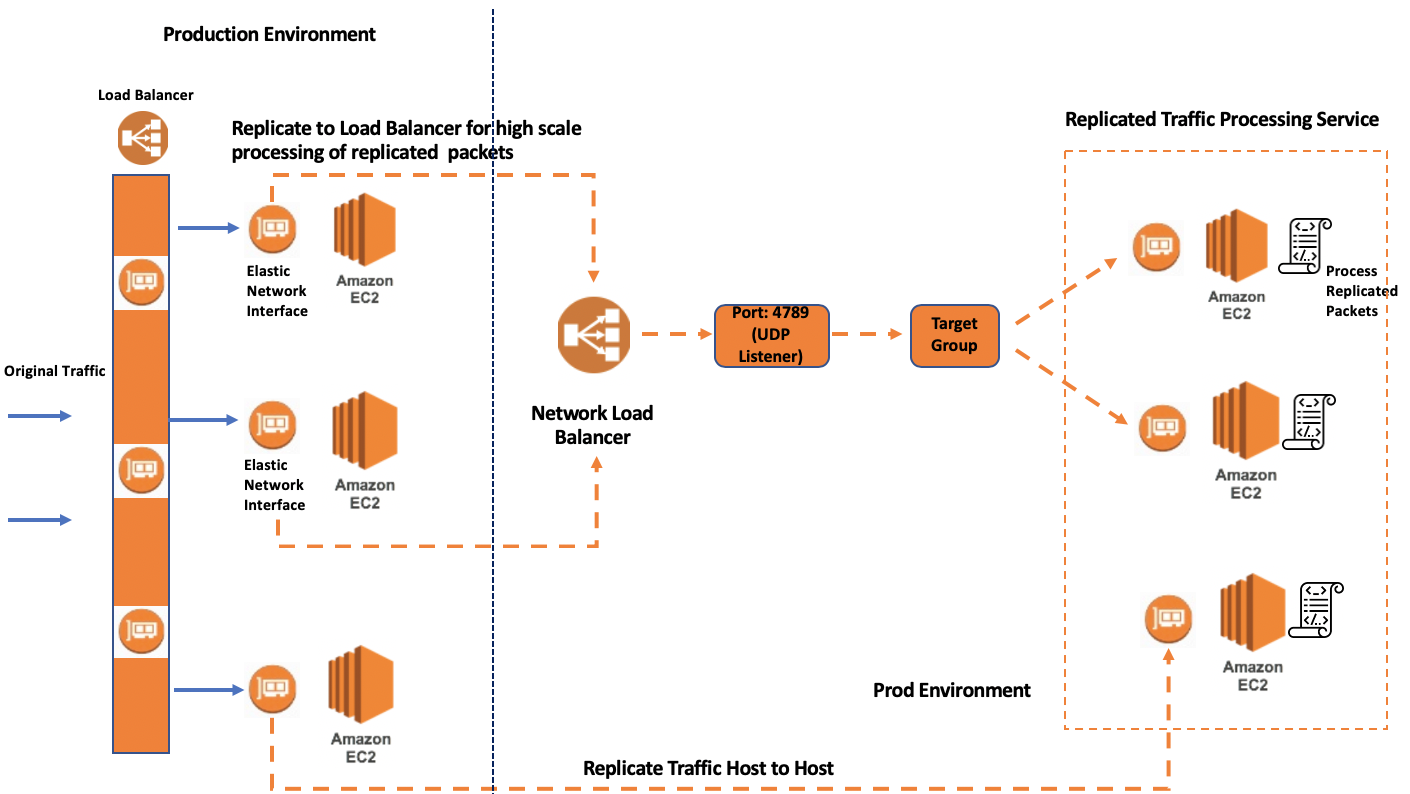 Production Environment
Load Balancer
Replicate to Load Balancer for high scale
processing of replicated packets
Replicated Traffic Processing Service
Elastic
Network
Interface
Amazon
EC2
Original Traffic
Elastic
Network
Interface
Amazon
EC2
Amazon
EC2
Network Load
Balancer
Port: 4789
(UDP
Listener)
Target
Group
Amazon
EC2
<_>
</..>
Process
Replicated
Packets
Amazon
EC2
<_>
</..>
Amazon
EC2
<_>
</..>
Prod Environment
Replicate Traffic Host to Host